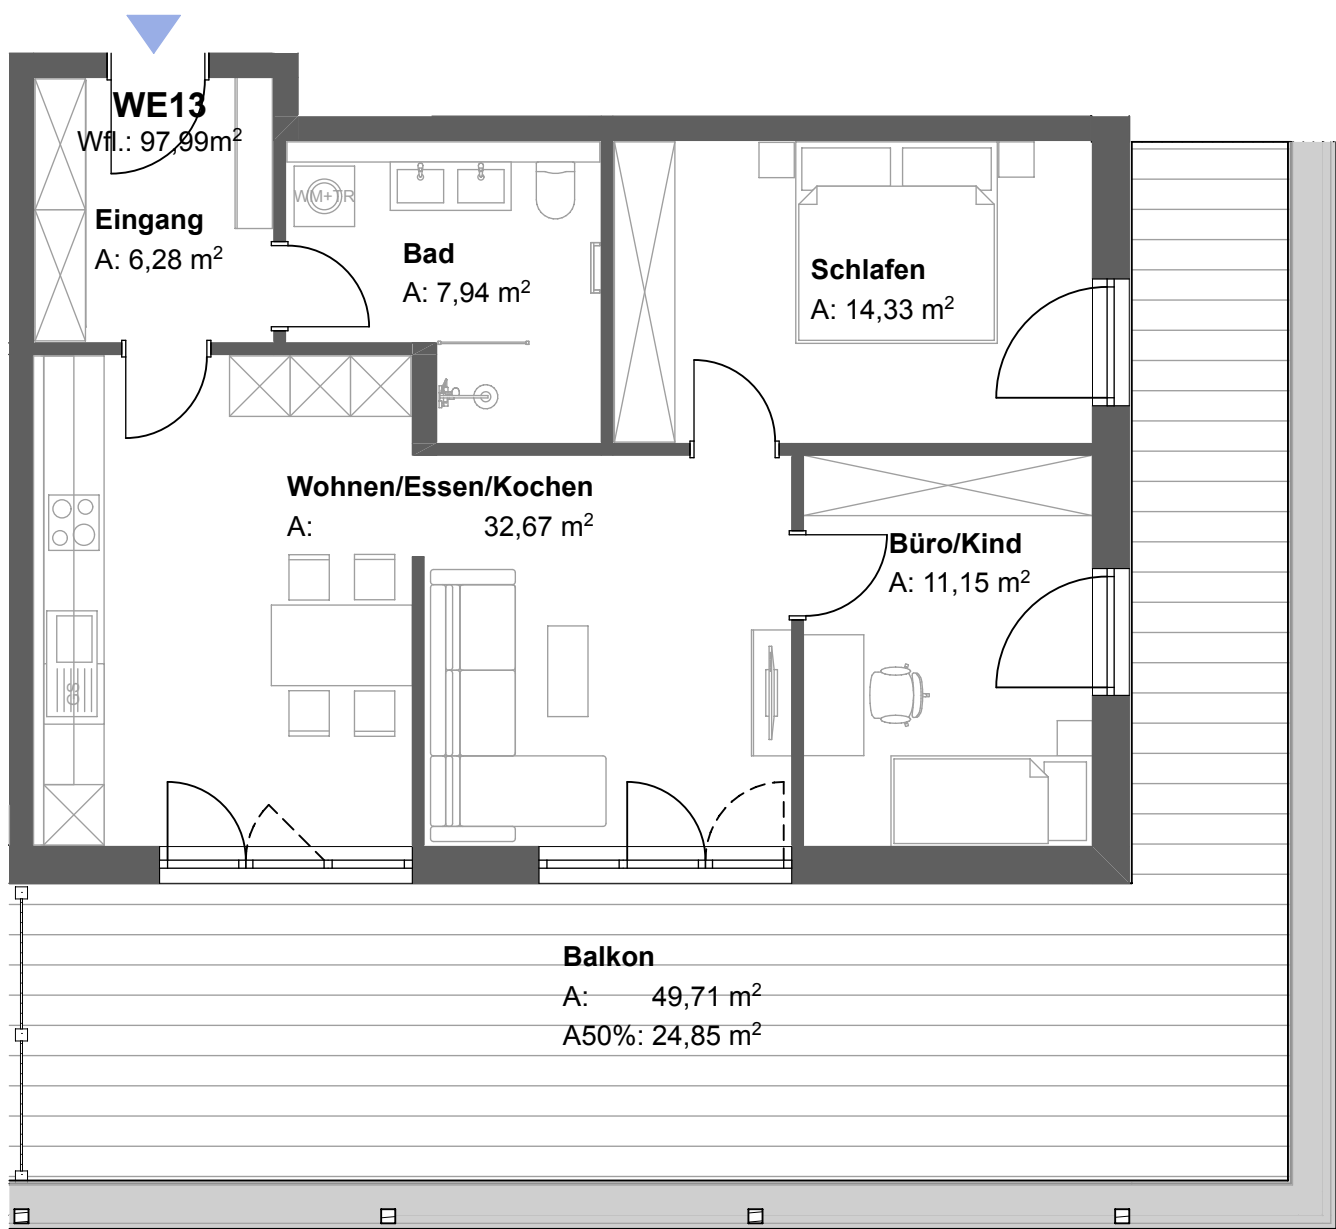 WE13
Wfl.: 97,99m²
Eingang
A: 6,28 m²
WM+TR
Bad
A: 7,94 m²
Schlafen
A: 14,33 m²
Wohnen/Essen/Kochen
A: 32,67 m²
Büro/Kind
A: 11,15 m²
GS
Balkon
A: 49,71 m²
A50%: 24,85 m²